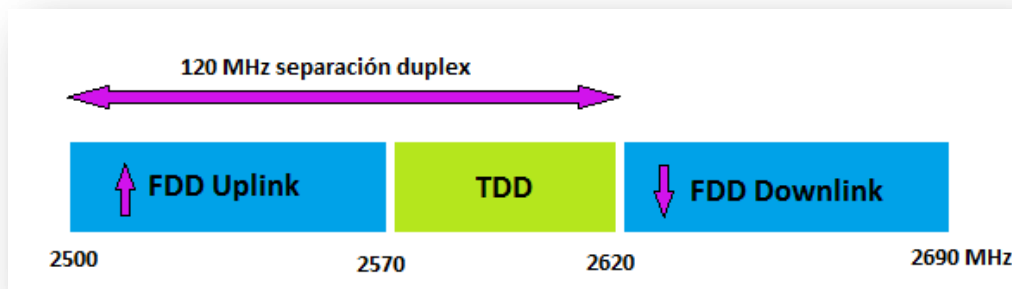 120 MHz separación duplex
FDD Uplink
TDD
FDD Downlink
2500
2570
2620
2690 MHz